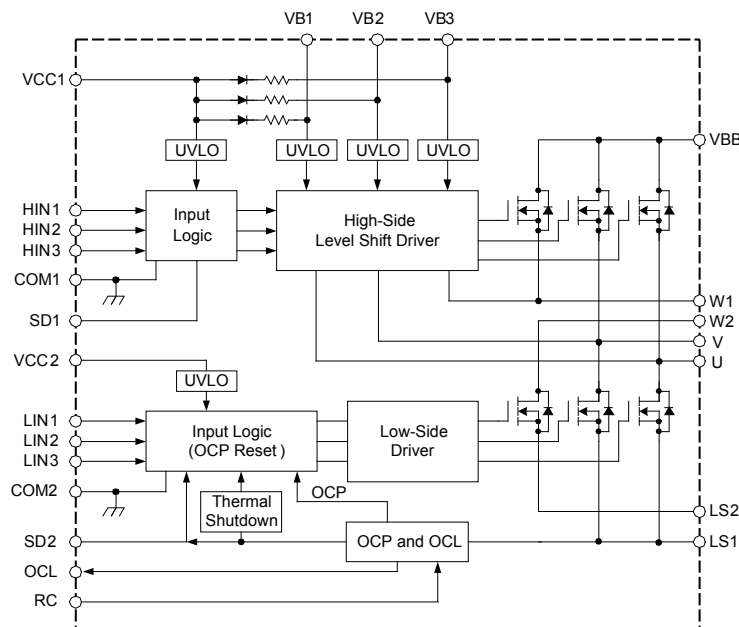 VB1 VB2 VB3
VCC1
UVLO UVLO UVLO UVLO
VBB
HIN1
HIN2
HIN3
Input
Logic
High-Side
Level Shift Driver
COM1
SD1
W1
W2
V
U
VCC2
UVLO
LIN1
LIN2
LIN3
Input Logic
(OCP Reset)
Low-Side
Driver
COM2
Thermal
Shutdown
OCP
LS2
SD2
OCP and OCL
LS1
OCL
RC